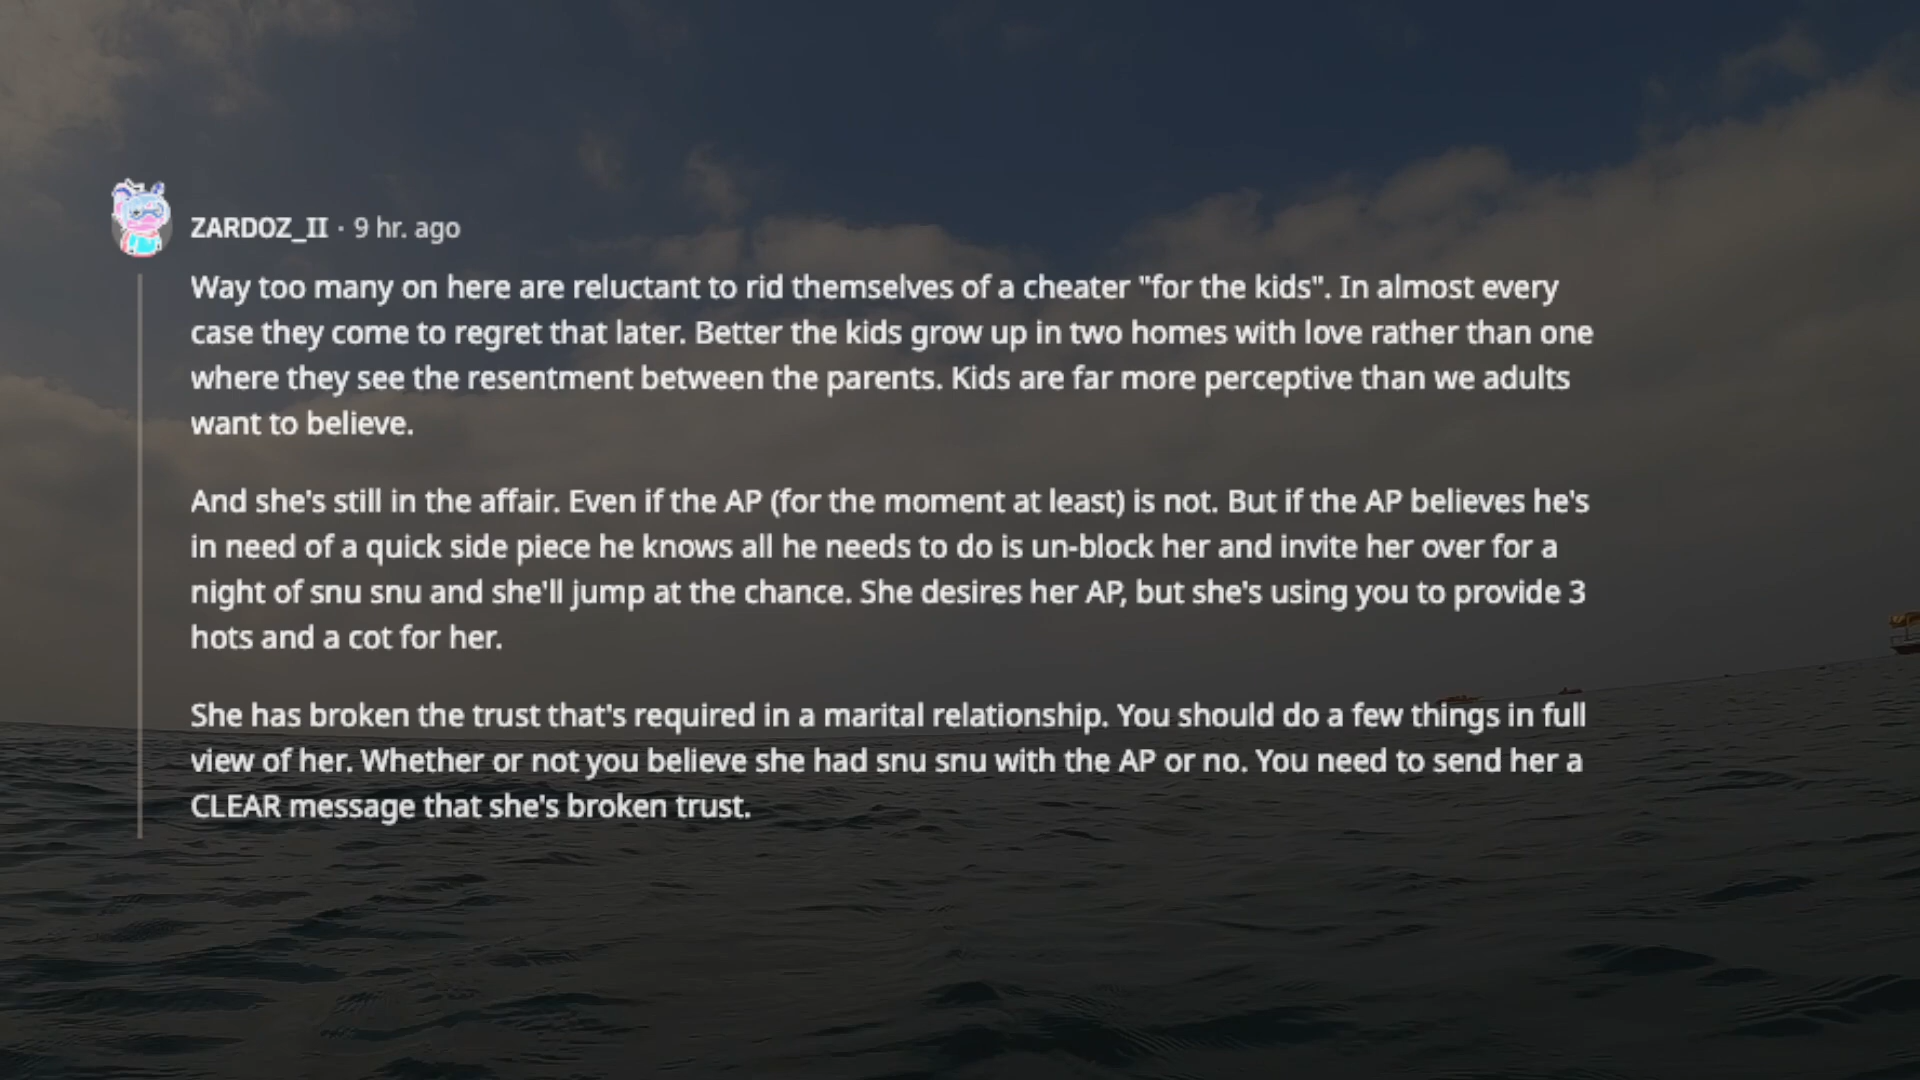 ZARDOZ_II · 9 hr. ago
Way too many on here are reluctant to rid themselves of a cheater "for the kids". In almost every
case they come to regret that later. Better the kids grow up in two homes with love rather than one
where they see the resentment between the parents. Kids are far more perceptive than we adults
want to believe.
And she's still in the affair. Even if the AP (for the moment at least) is not. But if the AP believes he's
in need of a quick side piece he knows all he needs to do is un-block her and invite her over for a
night of snu snu and she'll jump at the chance. She desires her AP, but she's using you to provide 3
hots and a cot for her.
She has broken the trust that's required in a marital relationship. You should do a few things in full
view of her. Whether or not you believe she had snu snu with the AP or no. You need to send her a
CLEAR message that she's broken trust.